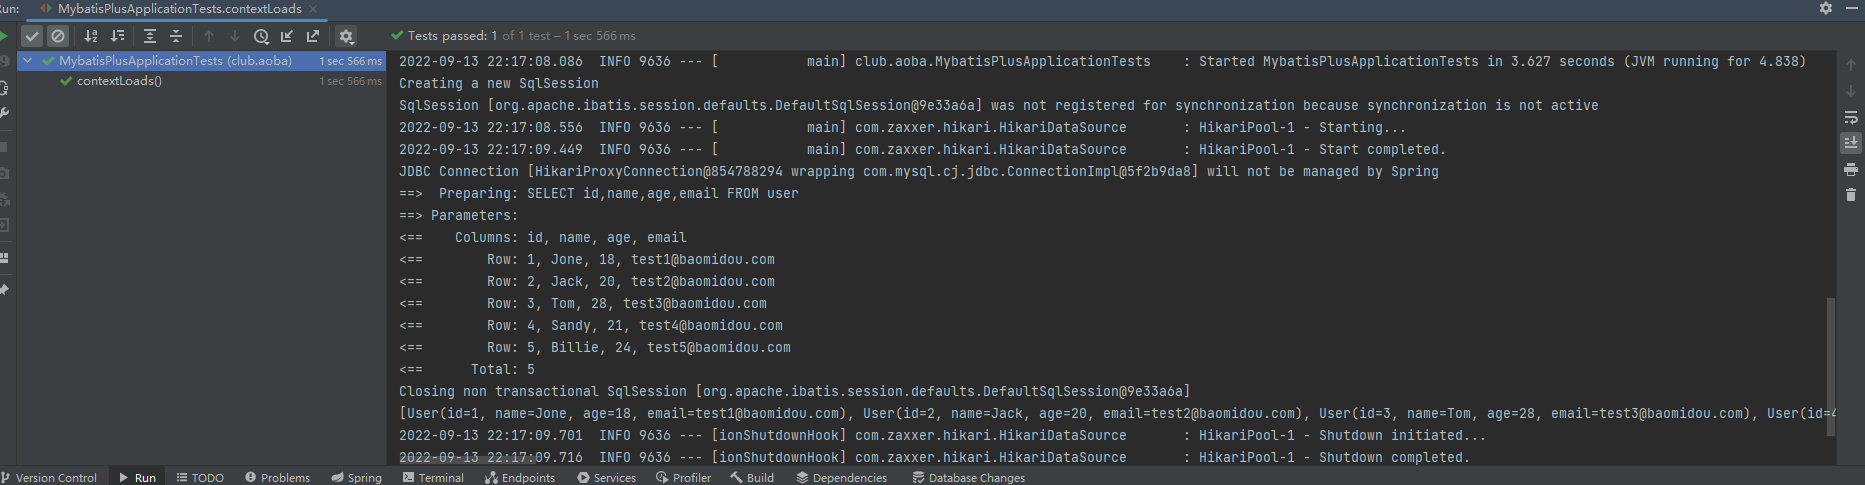 Run: MybatisPlusApplicationTests.contextLoads
Tests passed: 1 of 1 test – 1 sec 566 ms
MybatisPlusApplicationTests (club.aoba) 1 sec 566 ms
contextLoads() 1 sec 566 ms
2022-09-13 22:17:08.086  INFO 9636 --- [           main] club.aoba.MybatisPlusApplicationTests    : Started MybatisPlusApplicationTests in 3.627 seconds (JVM running for 4.838)
Creating a new SqlSession
SqlSession [org.apache.ibatis.session.defaults.DefaultSqlSession@9e33a6a] was not registered for synchronization because synchronization is not active
2022-09-13 22:17:08.556  INFO 9636 --- [           main] com.zaxxer.hikari.HikariDataSource       : HikariPool-1 - Starting...
2022-09-13 22:17:09.449  INFO 9636 --- [           main] com.zaxxer.hikari.HikariDataSource       : HikariPool-1 - Start completed.
JDBC Connection [HikariProxyConnection@854788294 wrapping com.mysql.cj.jdbc.ConnectionImpl@5f2b9da8] will not be managed by Spring
==>  Preparing: SELECT id,name,age,email FROM user
==> Parameters:
<==    Columns: id, name, age, email
<==        Row: 1, Jone, 18, test1@baomidou.com
<==        Row: 2, Jack, 20, test2@baomidou.com
<==        Row: 3, Tom, 28, test3@baomidou.com
<==        Row: 4, Sandy, 21, test4@baomidou.com
<==        Row: 5, Billie, 24, test5@baomidou.com
<==      Total: 5
Closing non transactional SqlSession [org.apache.ibatis.session.defaults.DefaultSqlSession@9e33a6a]
[User(id=1, name=Jone, age=18, email=test1@baomidou.com), User(id=2, name=Jack, age=20, email=test2@baomidou.com), User(id=3, name=Tom, age=28, email=test3@baomidou.com), User(id=4
2022-09-13 22:17:09.701  INFO 9636 --- [ionShutdownHook] com.zaxxer.hikari.HikariDataSource       : HikariPool-1 - Shutdown initiated...
2022-09-13 22:17:09.716  INFO 9636 --- [ionShutdownHook] com.zaxxer.hikari.HikariDataSource       : HikariPool-1 - Shutdown completed.
Version Control Run TODO Problems Spring Terminal Endpoints Services Profiler Build Dependencies Database Changes